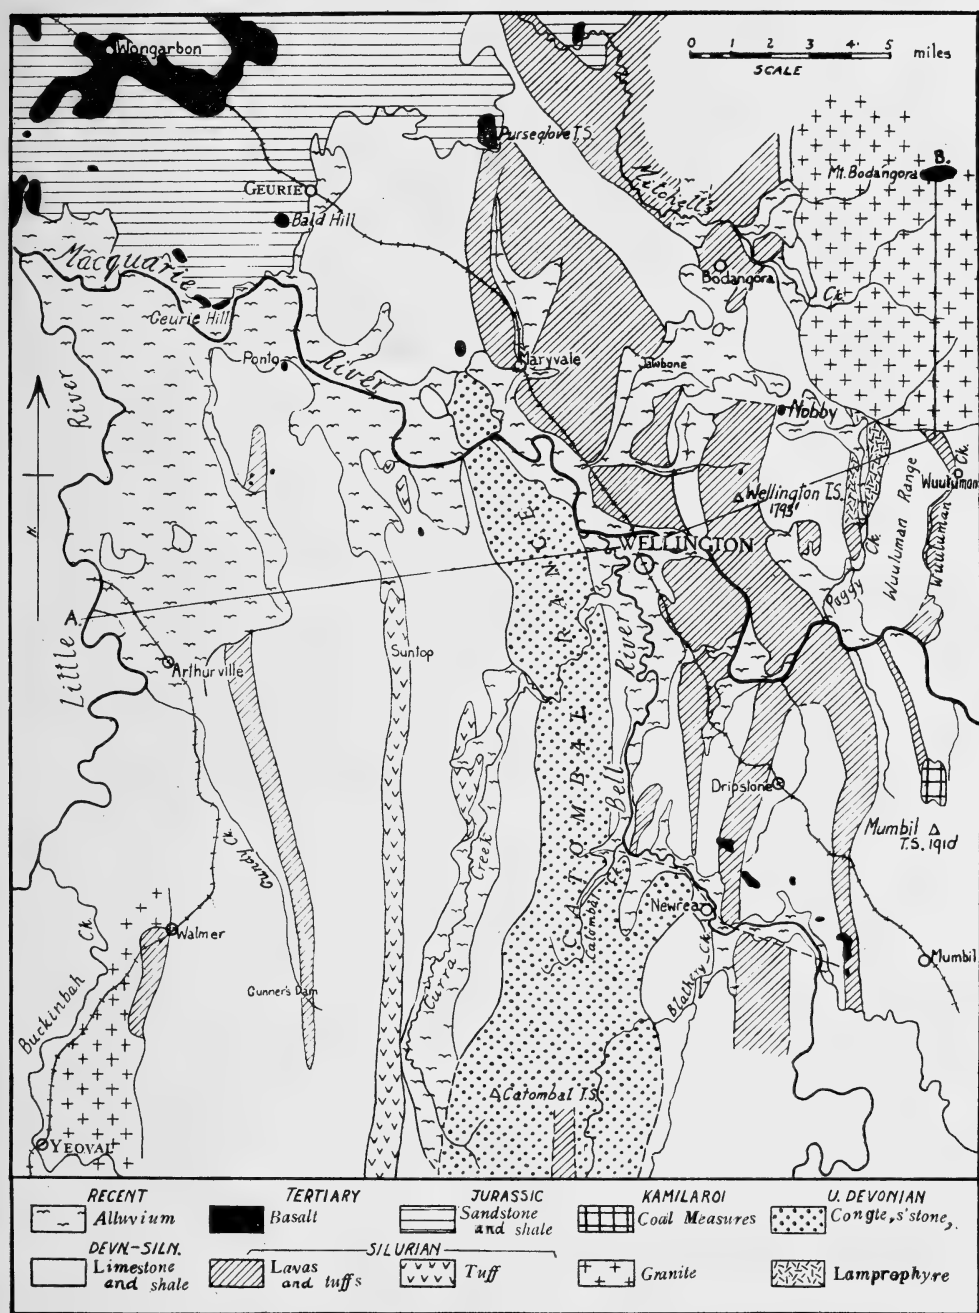 Wongarbon
0 1 2 3 4 5 miles
SCALE
Purseglove T.S.
Mt. Bodangora
B.
GEURIE
Mitchell's
Bald Hill
Macquarie
Bodangora
Ck.
Geurie Hill
Ponto
River
Maryvale
Jawbone
River
Nobby
N.
Wellington T.S.
1793'
Wuuluman
Ck.
Wuuluman Range
Wuuluman
Ck.
Poggy
WELLINGTON
A.
Suntop
River
Little
Arthurville
CATOMBAL RANGE
Bell
Dripstone
Mumbil
T.S. 1910
Gundy Ck.
Creek
Catombal Ck.
Newrea
Walmer
Mumbil
Buckinbah Ck.
Gunner's Dam
Curra
Blathery Ck.
Catombal T.S.
YEOVAL
RECENT TERTIARY JURASSIC KAMILAROI U. DEVONIAN
Alluvium Basalt Sandstone and shale Coal Measures Congte, s'stone,
DEVN.-SILN. SILURIAN
Limestone and shale Lavas and tuffs Tuff Granite Lamprophyre